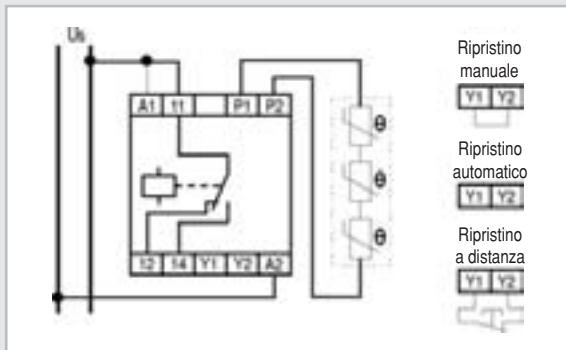 Us
A1 11 P1 P2
θ
θ
θ
12 14 Y1 Y2 A2
Ripristino
manuale
Y1 Y2
Ripristino
automatico
Y1 Y2
Ripristino
a distanza
Y1 Y2